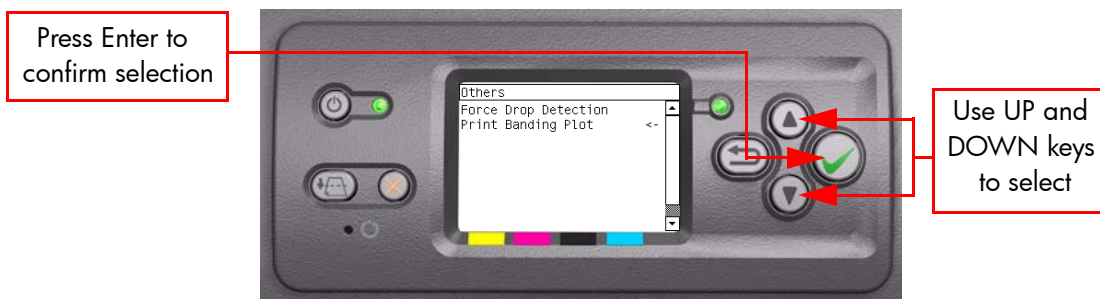 Press Enter to
confirm selection
Others
Force Drop Detection
Print Banding Plot <-
Use UP and
DOWN keys
to select